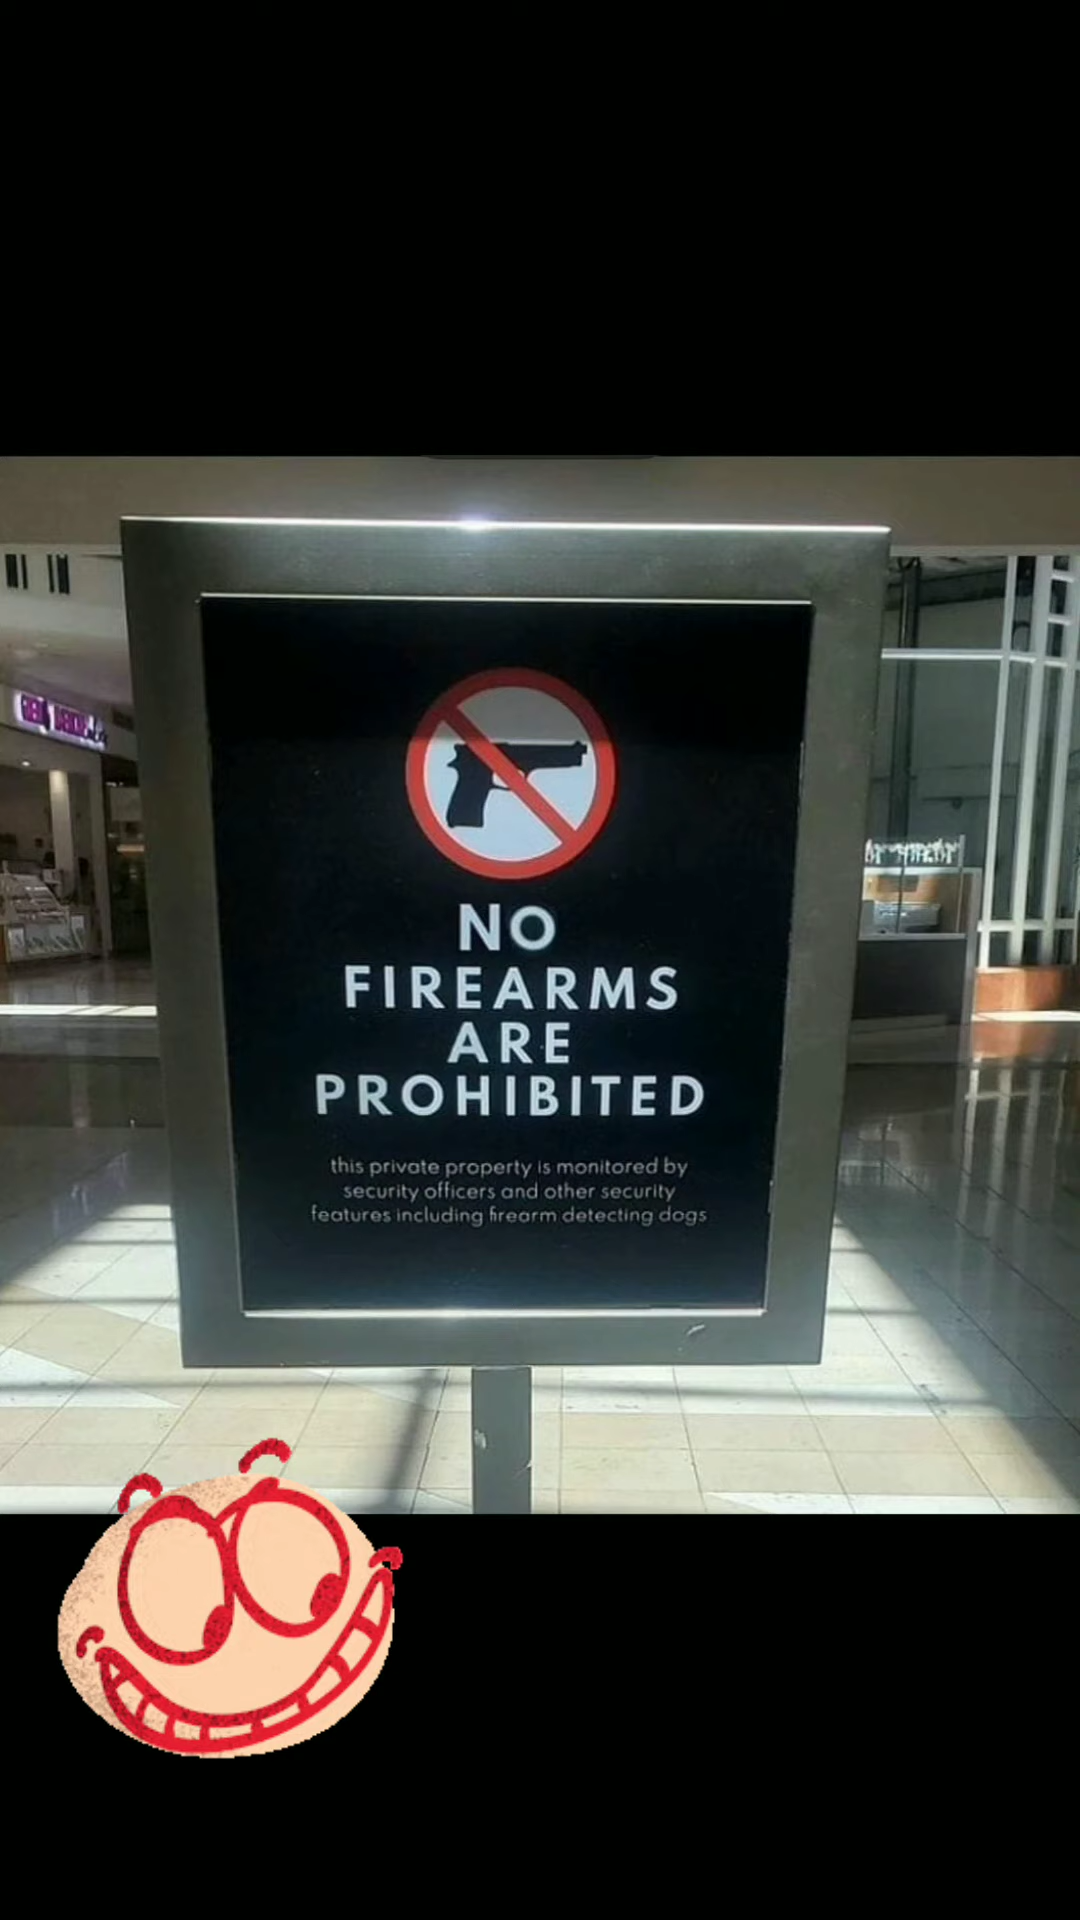 NO
FIREARMS
ARE
PROHIBITED
this private property is monitored by
security officers and other security
features including firearm detecting dogs